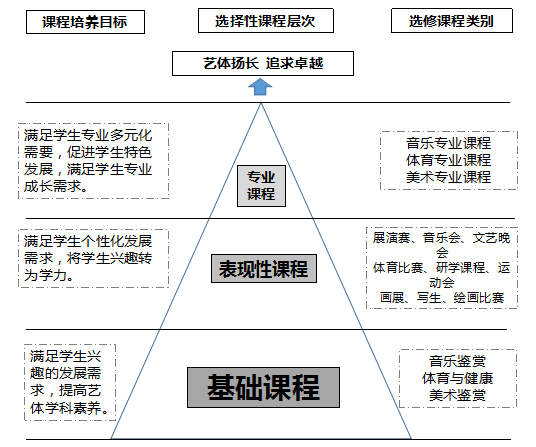 课程培养目标
选择性课程层次
选修课程类别
艺体扬长 追求卓越
满足学生专业多元化
需要，促进学生特色
发展，满足学生专业
成长需求。
专业
课程
音乐专业课程
体育专业课程
美术专业课程
满足学生个性化发展
需求，将学生兴趣转
为学力。
表现性课程
展演赛、音乐会、文艺晚
会
体育比赛、研学课程、运
动会
画展、写生、绘画比赛
满足学生兴
趣的发展需
求，提高艺
体学科素养。
基础课程
音乐鉴赏
体育与健康
美术鉴赏